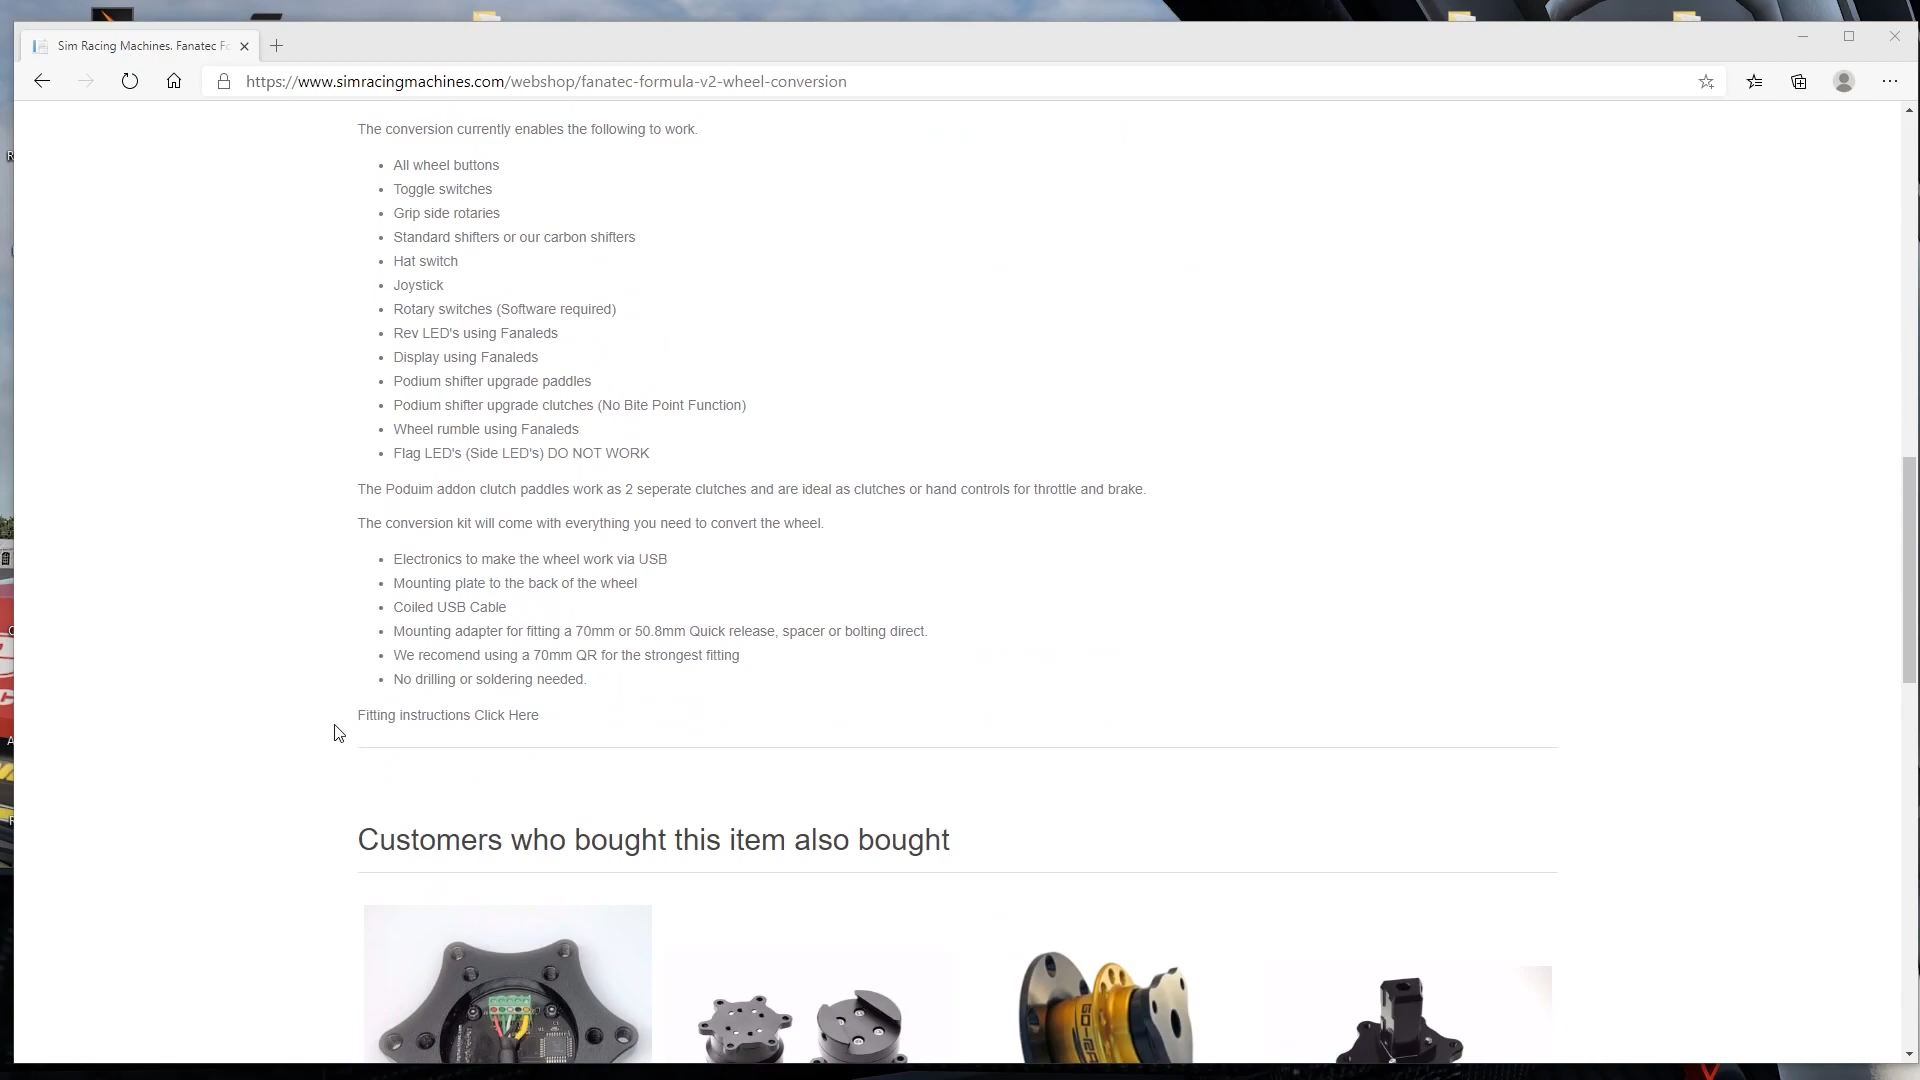 Sim Racing Machines. Fanatec Fo
https://www.simracingmachines.com/webshop/fanatec-formula-v2-wheel-conversion
The conversion currently enables the following to work.
All wheel buttons
Toggle switches
Grip side rotaries
Standard shifters or our carbon shifters
Hat switch
Joystick
Rotary switches (Software required)
Rev LED's using Fanaleds
Display using Fanaleds
Podium shifter upgrade paddles
Podium shifter upgrade clutches (No Bite Point Function)
Wheel rumble using Fanaleds
Flag LED's (Side LED's) DO NOT WORK
The Poduim addon clutch paddles work as 2 seperate clutches and are ideal as clutches or hand controls for throttle and brake.
The conversion kit will come with everything you need to convert the wheel.
Electronics to make the wheel work via USB
Mounting plate to the back of the wheel
Coiled USB Cable
Mounting adapter for fitting a 70mm or 50.8mm Quick release, spacer or bolting direct.
We recomend using a 70mm QR for the strongest fitting
No drilling or soldering needed.
Fitting instructions Click Here
Customers who bought this item also bought